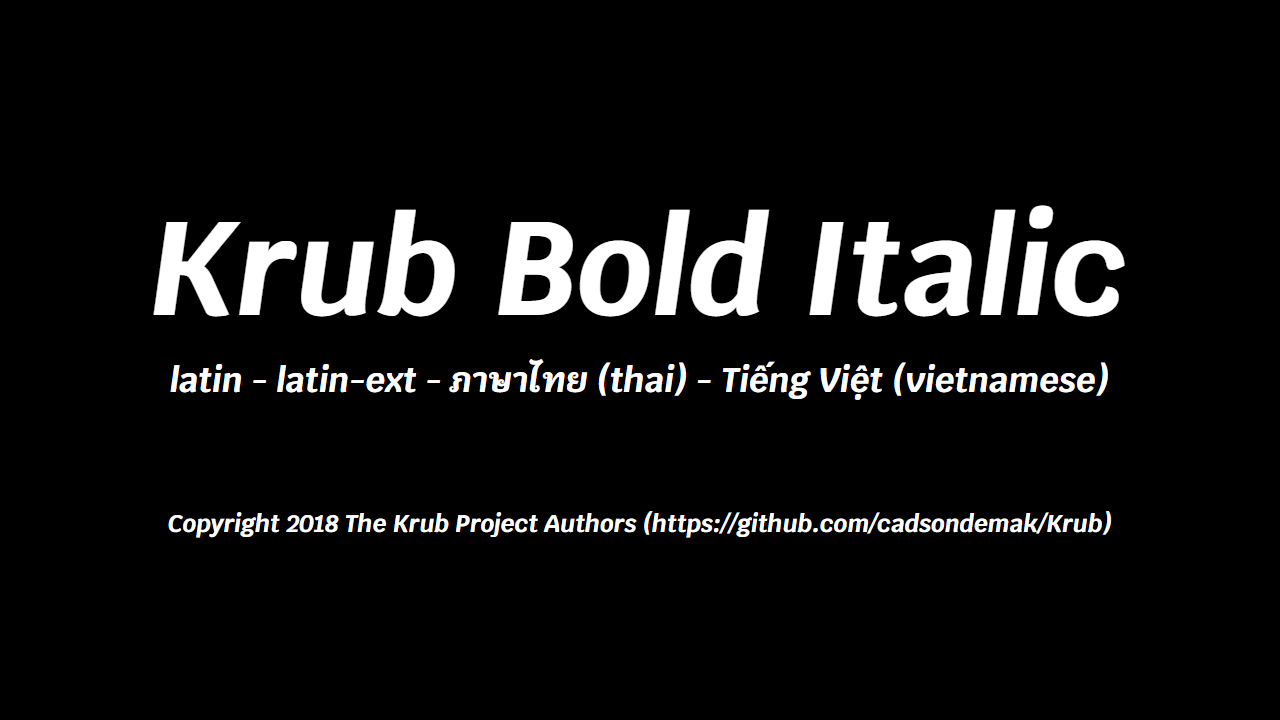 Krub Bold Italic
latin - latin-ext - ภาษาไทย (thai) - Tiếng Việt (vietnamese)
Copyright 2018 The Krub Project Authors (https://github.com/cadsondemak/Krub)